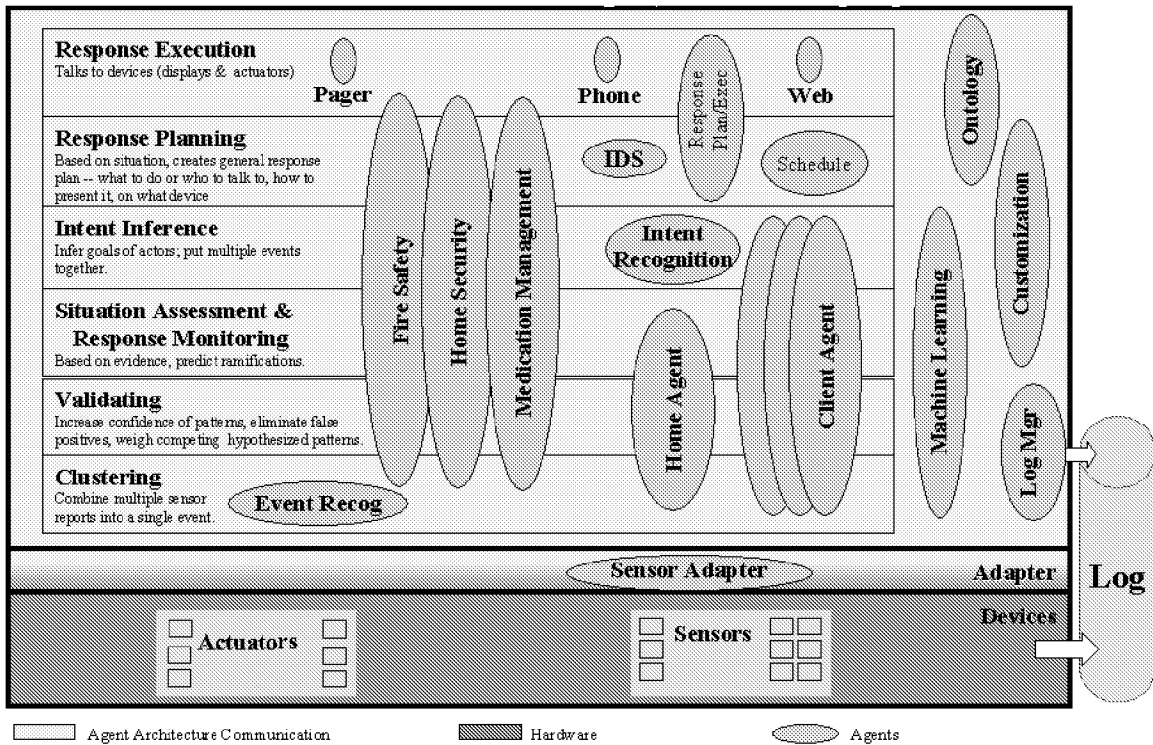 Response Execution
Talks to devices (displays & actuators)
Pager
Phone
Web
Response
Plan/Exec
Ontology
Response Planning
Based on situation, creates general response
plan -- what to do or who to talk to, how to
present it, on what device
IDS
Schedule
Customization
Intent Inference
Infer goals of actors; put multiple events
together.
Intent
Recognition
Fire Safety
Home Security
Medication Management
Situation Assessment &
Response Monitoring
Based on evidence, predict ramifications.
Home Agent
Client Agent
Machine Learning
Validating
Increase confidence of patterns, eliminate false
positives, weigh competing hypothesized patterns.
Log Mgr
Clustering
Combine multiple sensor
reports into a single event.
Event Recog
Sensor Adapter
Adapter
Log
Devices
Actuators
Sensors
Agent Architecture Communication
Hardware
Agents